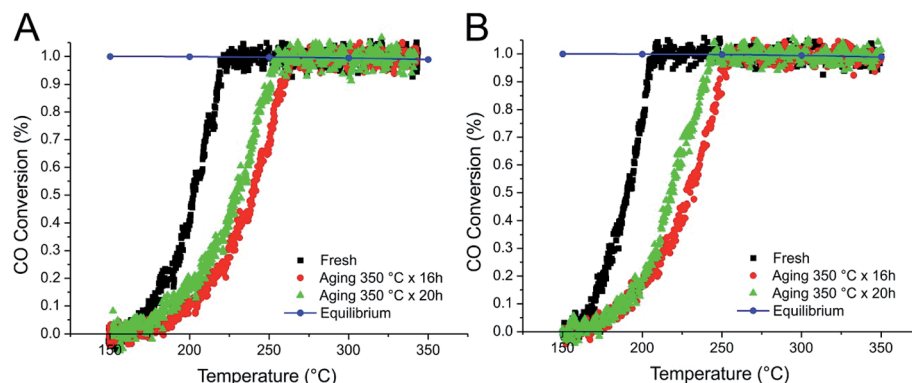 A
CO Conversion (%)
1.0
0.9
0.8
0.7
0.6
0.5
0.4
0.3
0.2
0.1
0.0
Fresh
Aging 350 °C x 16h
Aging 350 °C x 20h
Equilibrium
150 200 250 300 350
Temperature (°C)
B
CO Conversion (%)
1.0
0.9
0.8
0.7
0.6
0.5
0.4
0.3
0.2
0.1
0.0
Fresh
Aging 350 °C x 16h
Aging 350 °C x 20h
Equilibrium
150 200 250 300 350
Temperature (°C)